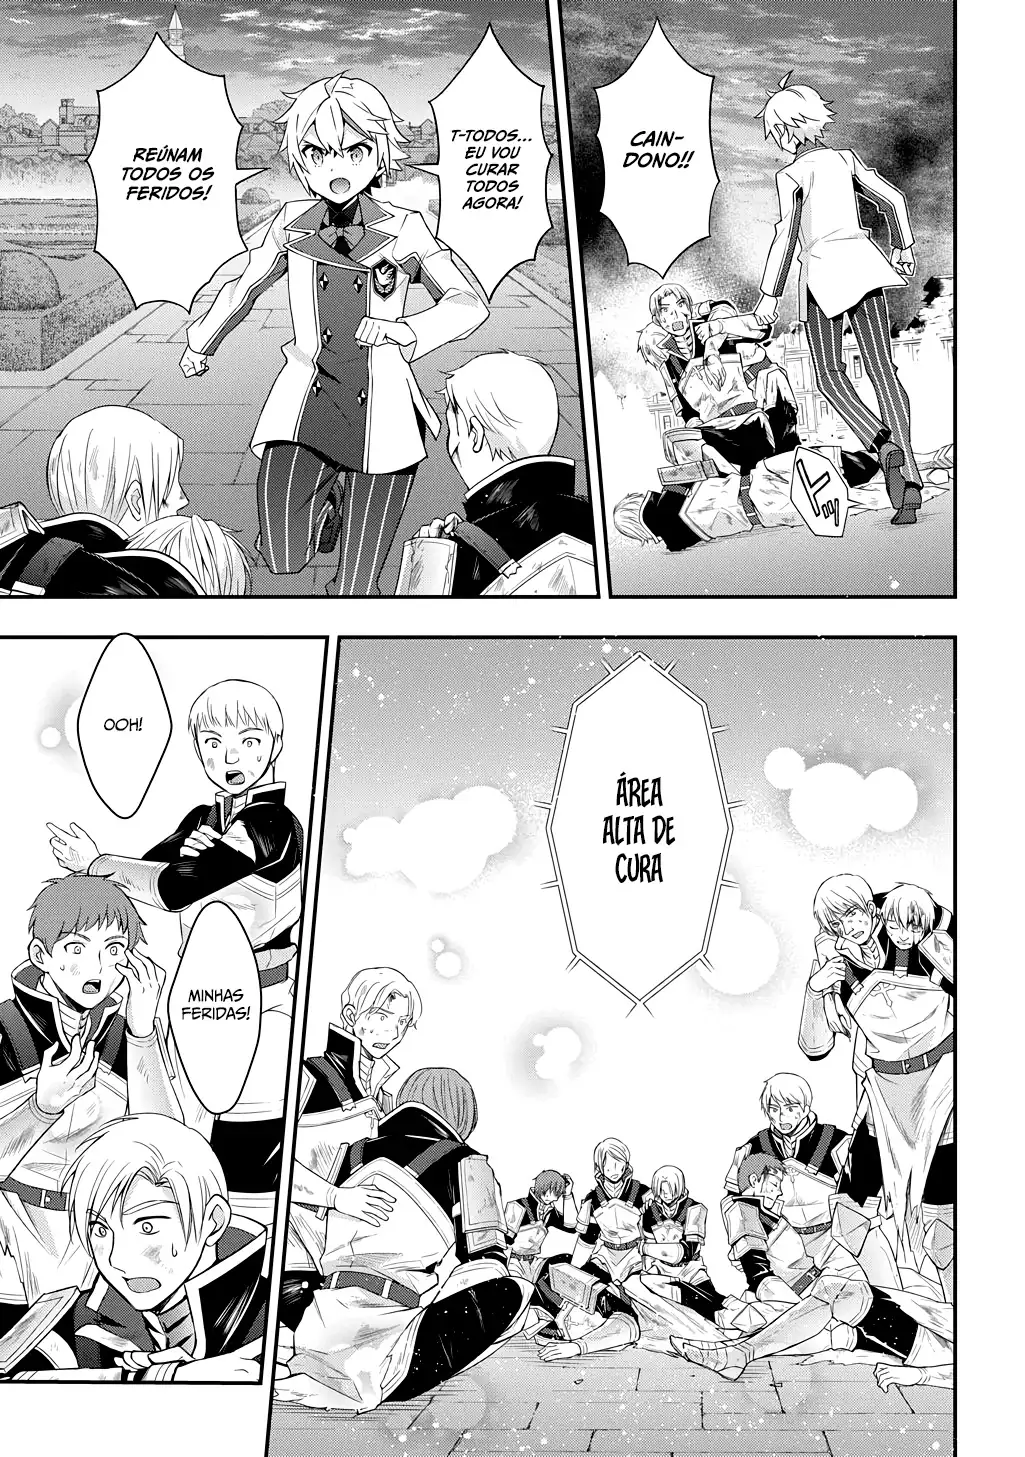 CAIN-
DONO!!
T-TODOS...
EU VOU
CURAR
TODOS
AGORA!
REÚNAM
TODOS OS
FERIDOS!
ÁREA
ALTA DE
CURA
OOH!
MINHAS
FERIDAS!